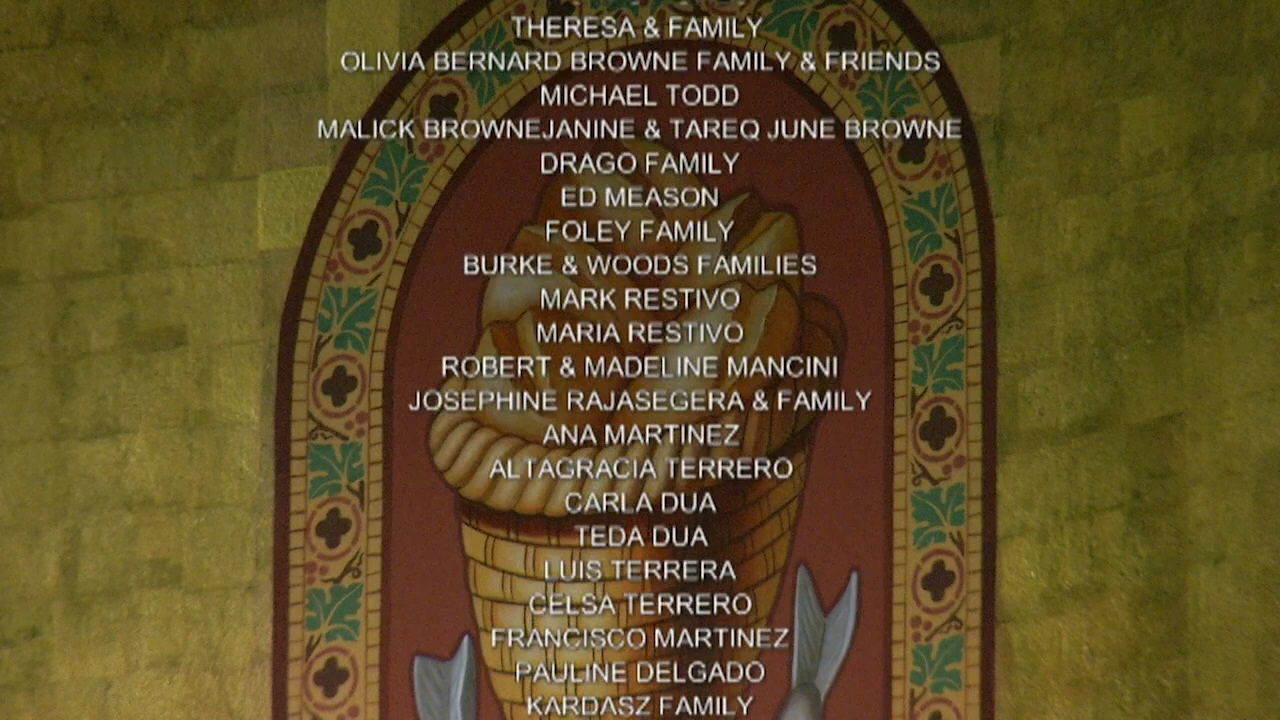 THERESA & FAMILY
OLIVIA BERNARD BROWNE FAMILY & FRIENDS
MICHAEL TODD
MALICK BROWNEJANINE & TAREQ JUNE BROWNE
DRAGO FAMILY
ED MEASON
FOLEY FAMILY
BURKE & WOODS FAMILIES
MARK RESTIVO
MARIA RESTIVO
ROBERT & MADELINE MANCINI
JOSEPHINE RAJASEGERA & FAMILY
ANA MARTINEZ
ALTAGRACIA TERRERO
CARLA DUA
TEDA DUA
LUIS TERRERA
CELSA TERRERO
FRANCISCO MARTINEZ
PAULINE DELGADO
KARDASZ FAMILY